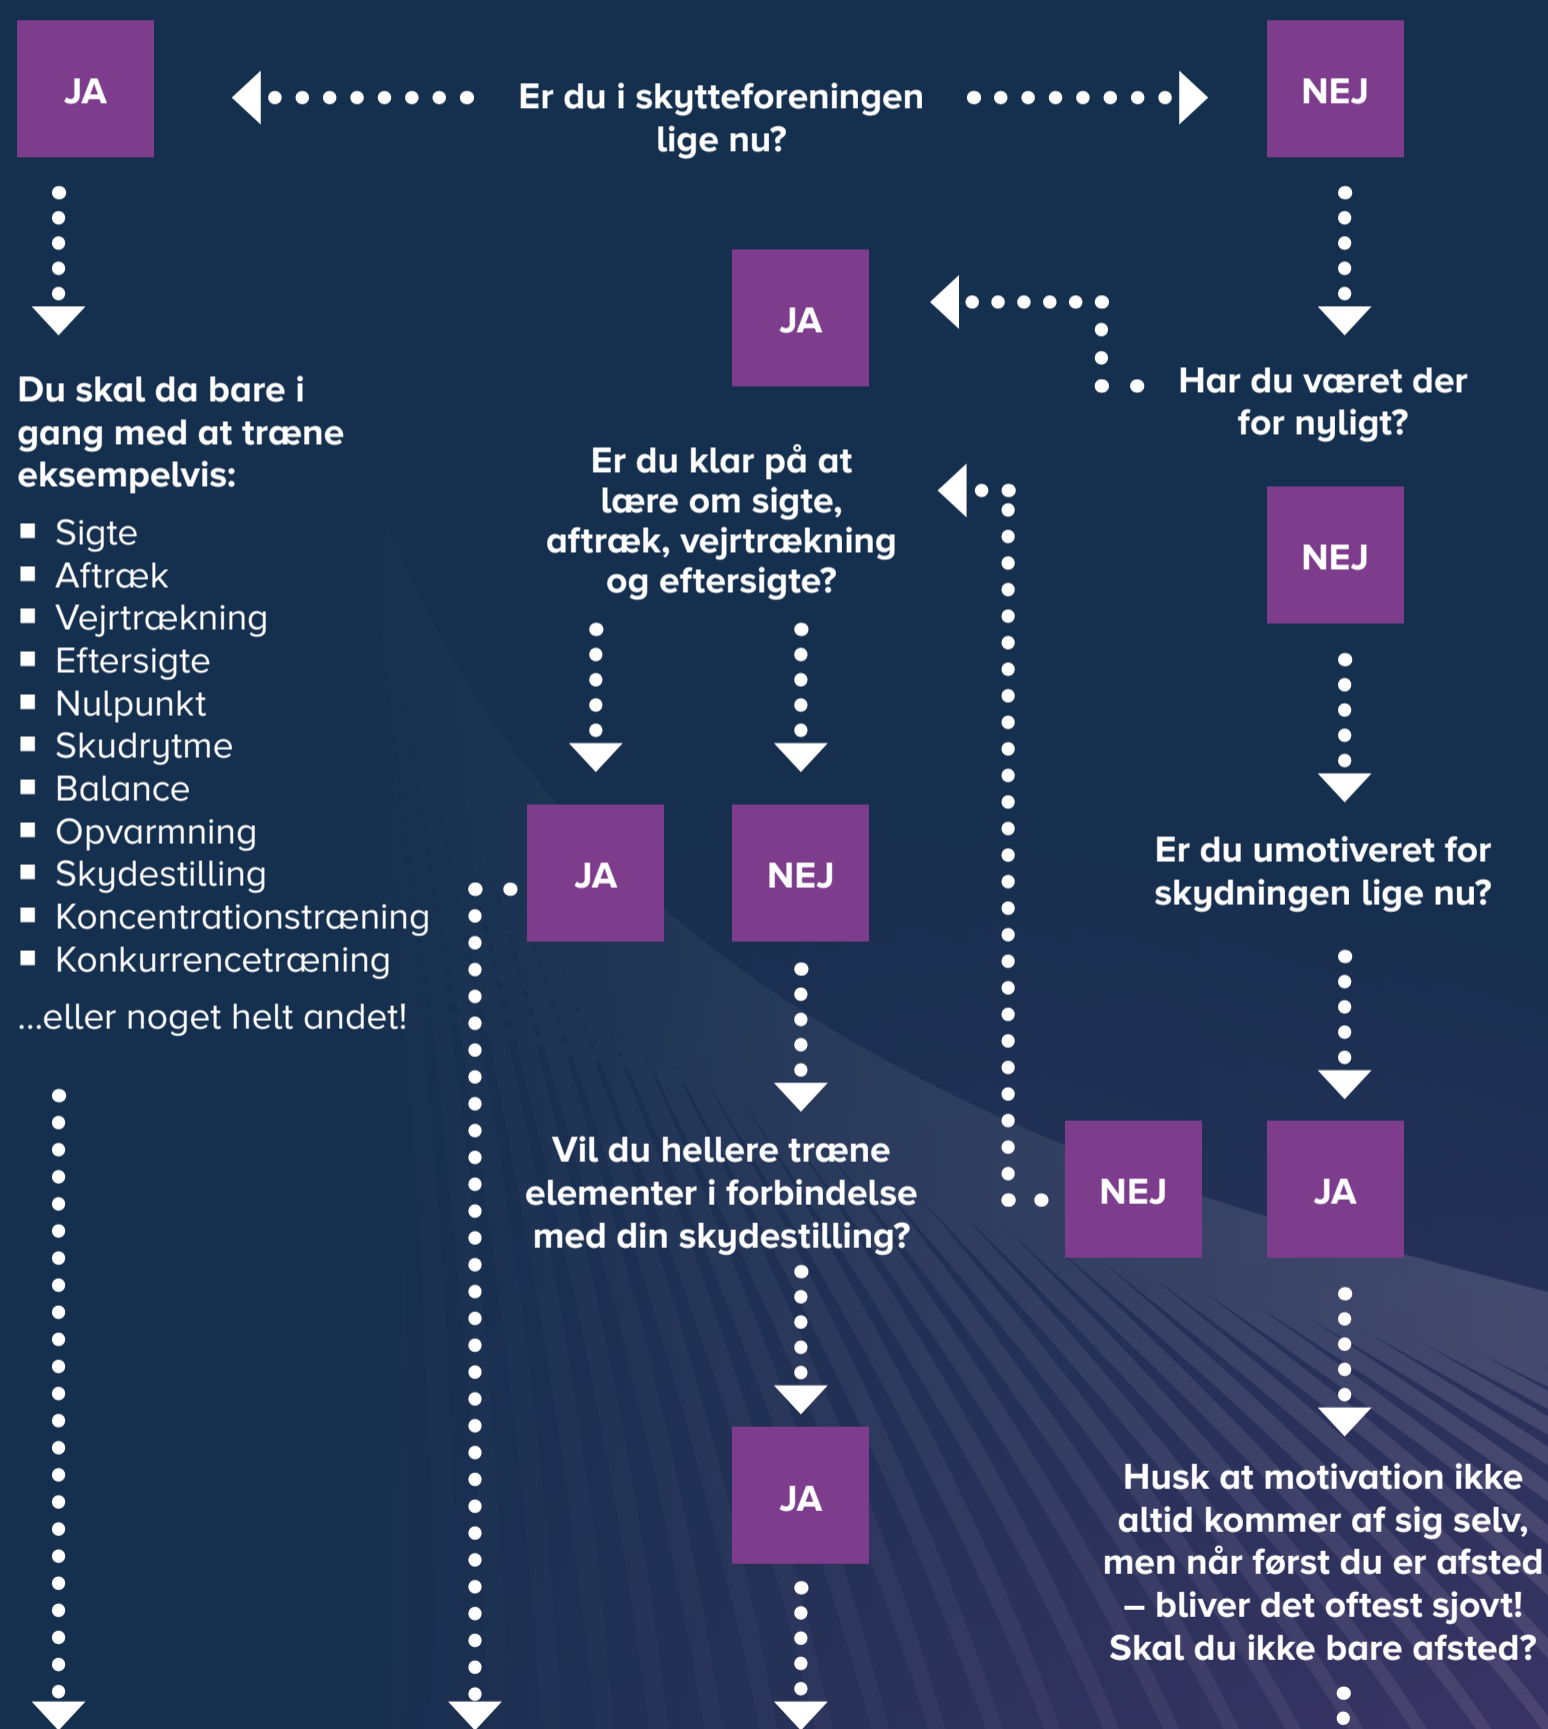 JA
Er du i skytteforeningen
lige nu?
NEJ
JA
Har du været der
for nyligt?
Du skal da bare i
gang med at træne
eksempelvis:
Sigte
Aftræk
Vejrtrækning
Eftersigte
Nulpunkt
Skudrytme
Balance
Opvarmning
Skydestilling
Koncentrationstræning
Konkurrencetræning
...eller noget helt andet!
Er du klar på at
lære om sigte,
aftræk, vejrtrækning
og eftersigte?
NEJ
JA
NEJ
Er du umotiveret for
skydningen lige nu?
Vil du hellere træne
elementer i forbindelse
med din skydestilling?
NEJ
JA
JA
Husk at motivation ikke
altid kommer af sig selv,
men når først du er afsted
– bliver det oftest sjovt!
Skal du ikke bare afsted?